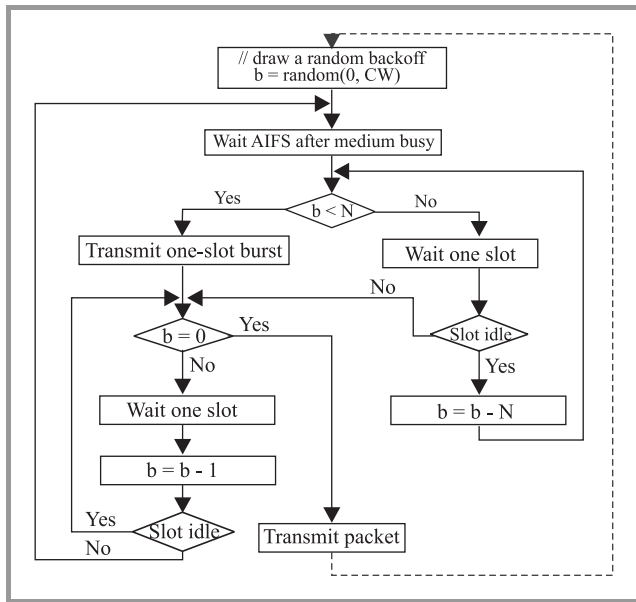 // draw a random backoff
b = random(0, CW)
Wait AIFS after medium busy
Yes
b < N
No
Transmit one-slot burst
Wait one slot
No
b = 0
Yes
Slot idle
No
Yes
Wait one slot
b = b - N
b = b - 1
Yes
Slot idle
No
Transmit packet